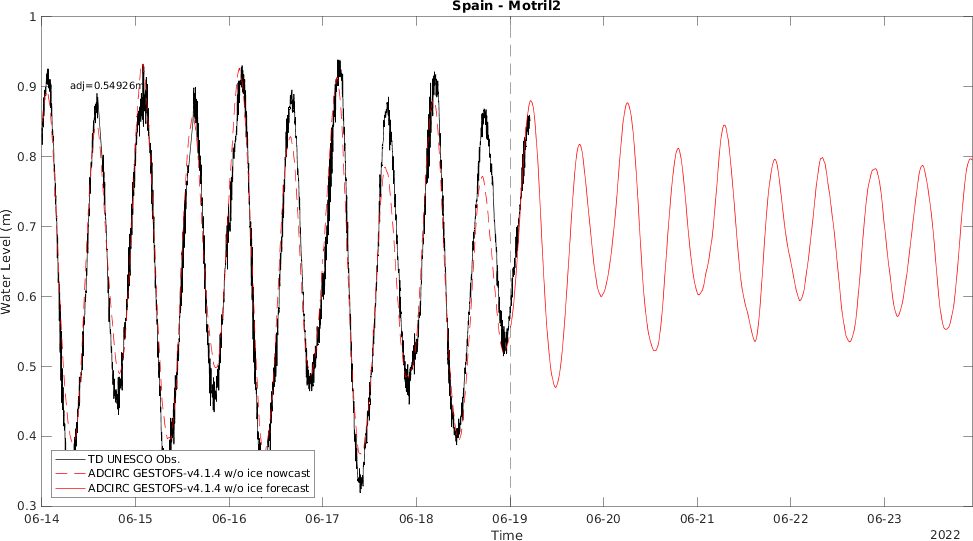 Spain - Motril2
1
0.9
0.8
0.7
0.6
0.5
0.4
0.3
Water Level (m)
adj=0.54926m
TD UNESCO Obs.
ADCIRC GESTOFS-v4.1.4 w/o ice nowcast
ADCIRC GESTOFS-v4.1.4 w/o ice forecast
06-14 06-15 06-16 06-17 06-18 06-19 06-20 06-21 06-22 06-23
Time
2022